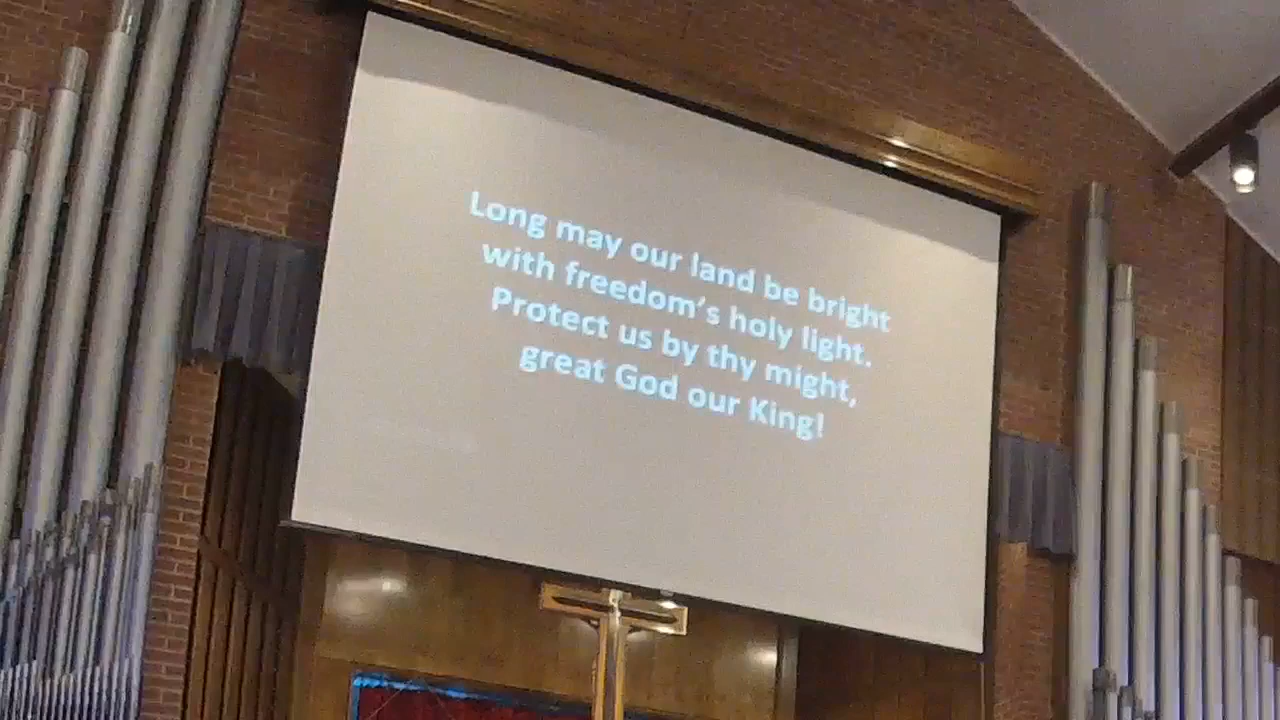 Long may our land be bright
with freedom's holy light.
Protect us by thy might,
great God our King!